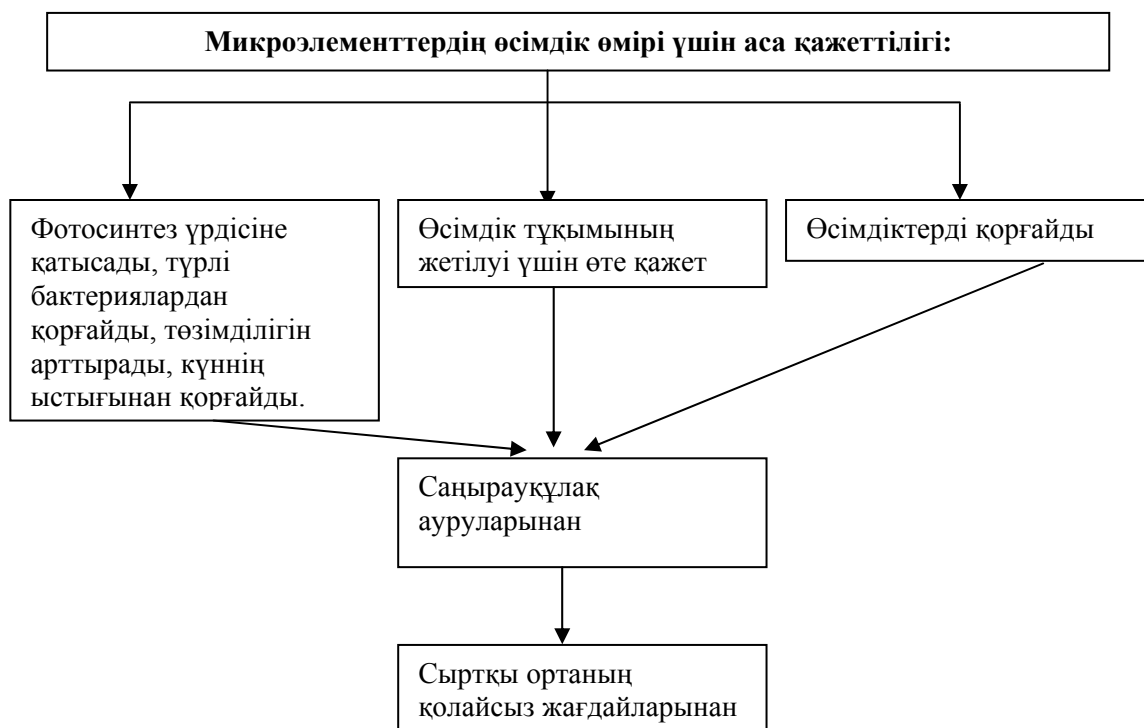 Микроэлементтердің өсімдік өмірі үшін аса қажеттілігі:
Фотосинтез үрдісіне
қатысады, түрлі
бактериялардан
қорғайды, төзімділігін
арттырады, күннің
ыстығынан қорғайды.
Өсімдік тұқымының
жетілуі үшін өте қажет
Өсімдіктерді қорғайды
Саңырауқұлақ
ауруларынан
Сыртқы ортаның
қолайсыз жағдайларынан